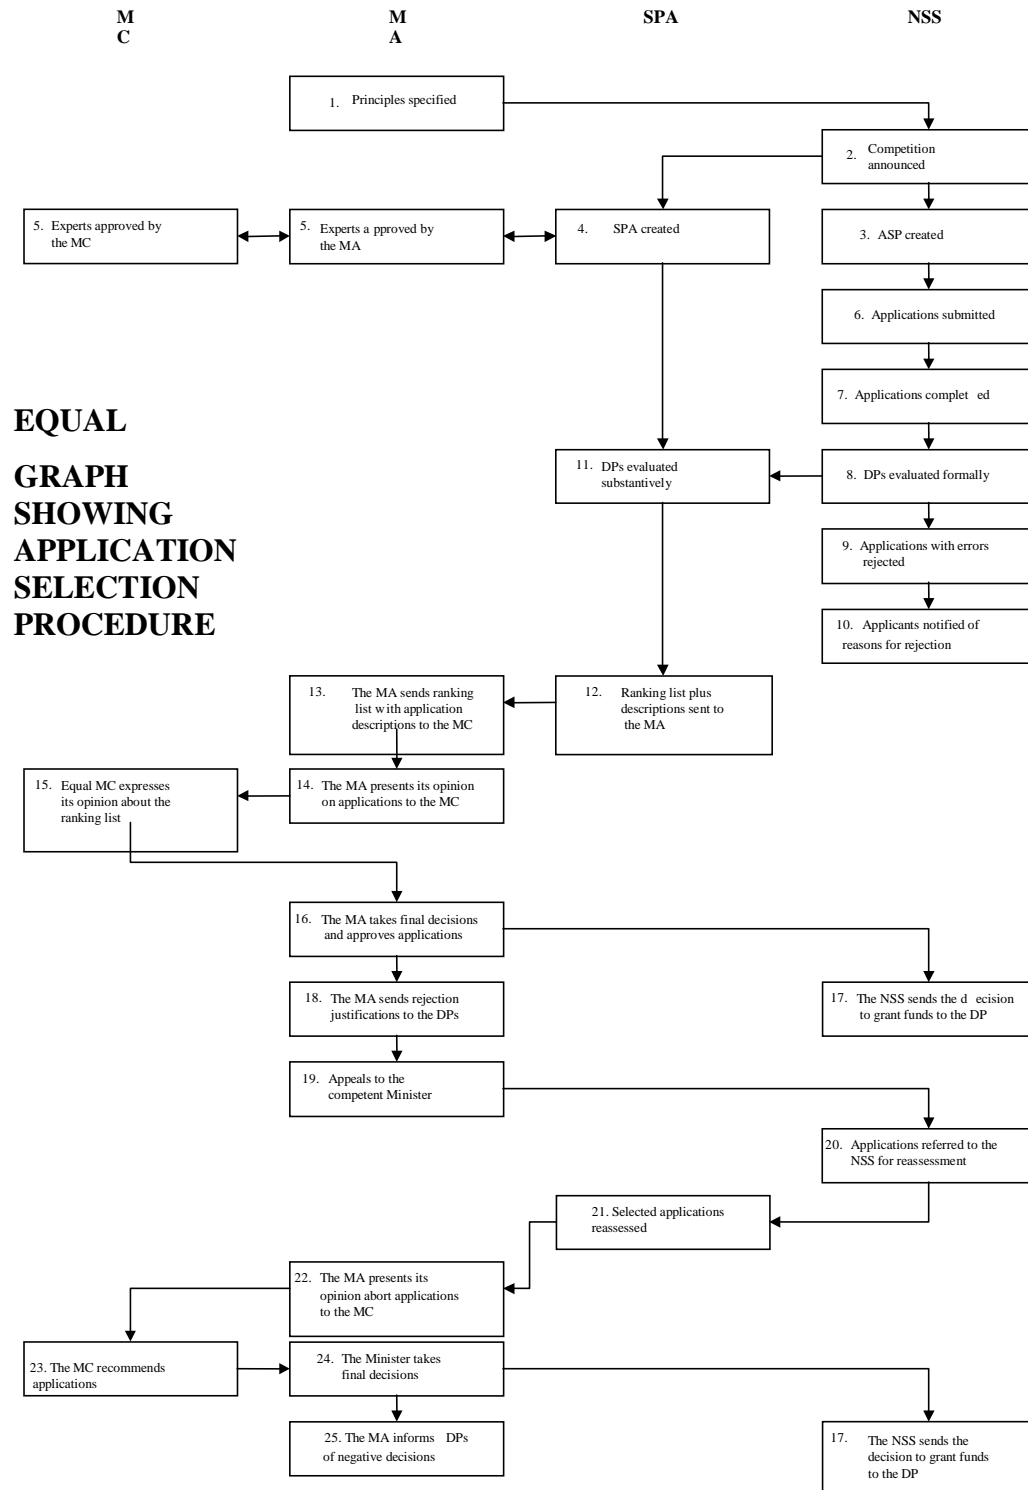 M
C
M
A
SPA
NSS
1. Principles specified
2. Competition
announced
5. Experts approved by
the MC
5. Experts a pproved by
the MA
4. SPA created
3. ASP created
6. Applications submitted
7. Applications complet ed
EQUAL
GRAPH
SHOWING
APPLICATION
SELECTION
PROCEDURE
11. DPs evaluated
substantively
8. DPs evaluated formally
9. Applications with errors
rejected
10. Applicants notified of
reasons for rejection
13. The MA sends ranking
list with application
descriptions to the MC
12. Ranking list plus
descriptions sent to
the MA
15. Equal MC expresses
its opinion about the
ranking list
14. The MA presents its opinion
on applications to the MC
16. The MA takes final decisions
and approves applications
18. The MA sends rejection
justifications to the DPs
17. The NSS sends the d ecision
to grant funds to the DP
19. Appeals to the
competent Minister
20. Applications referred to the
NSS for reassessment
21. Selected applications
reassessed
22. The MA presents its
opinion abort applications
to the MC
23. The MC recommends
applications
24. The Minister takes
final decisions
25. The MA informs DPs
of negative decisions
17. The NSS sends the
decision to grant funds
to the DP